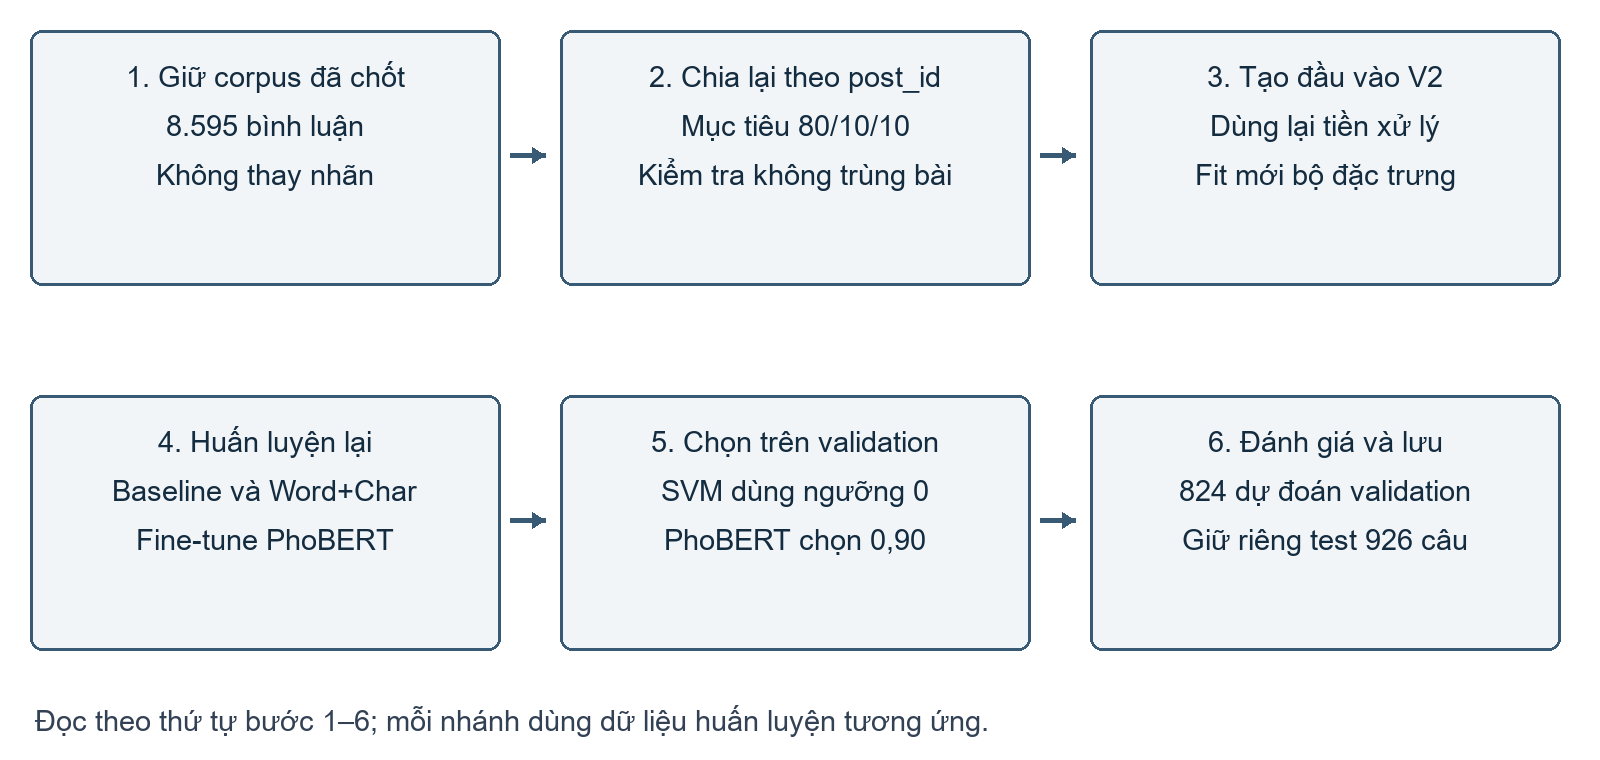 1. Giữ corpus đã chốt
8.595 bình luận
Không thay nhãn
2. Chia lại theo post_id
Mục tiêu 80/10/10
Kiểm tra không trùng bài
3. Tạo đầu vào V2
Dùng lại tiền xử lý
Fit mới bộ đặc trưng
4. Huấn luyện lại
Baseline và Word+Char
Fine-tune PhoBERT
5. Chọn trên validation
SVM dùng ngưỡng 0
PhoBERT chọn 0,90
6. Đánh giá và lưu
824 dự đoán validation
Giữ riêng test 926 câu
Đọc theo thứ tự bước 1–6; mỗi nhánh dùng dữ liệu huấn luyện tương ứng.